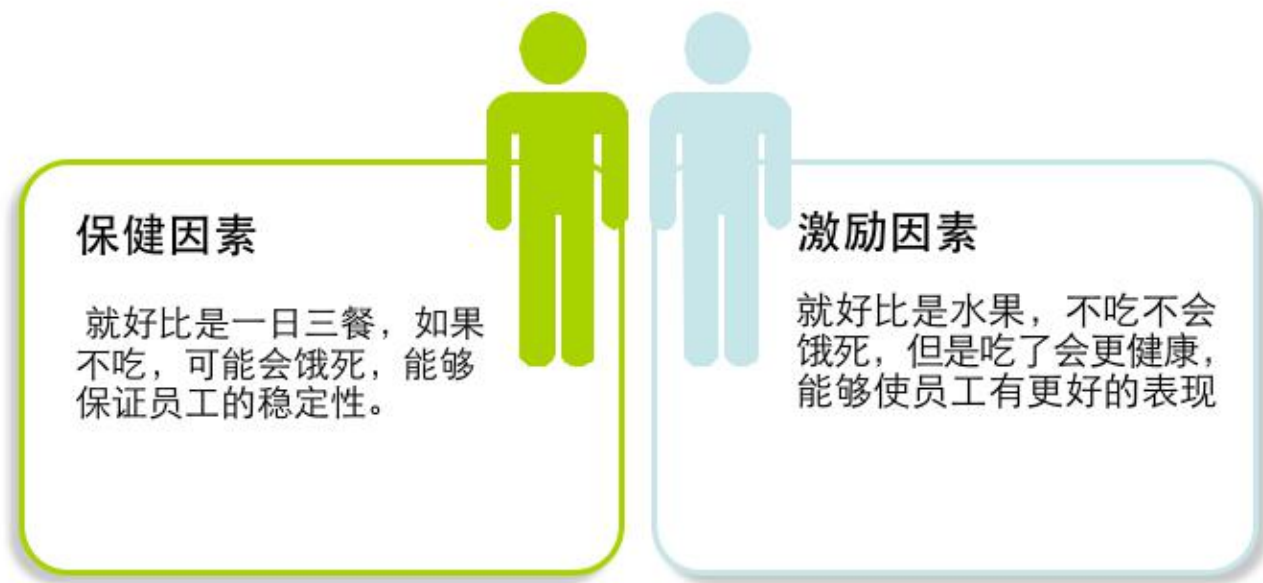 保健因素
就好比是一日三餐，如果
不吃，可能会饿死，能够
保证员工的稳定性。
激励因素
就好比是水果，不吃不会
饿死，但是吃了会更健康，
能够使员工有更好的表现